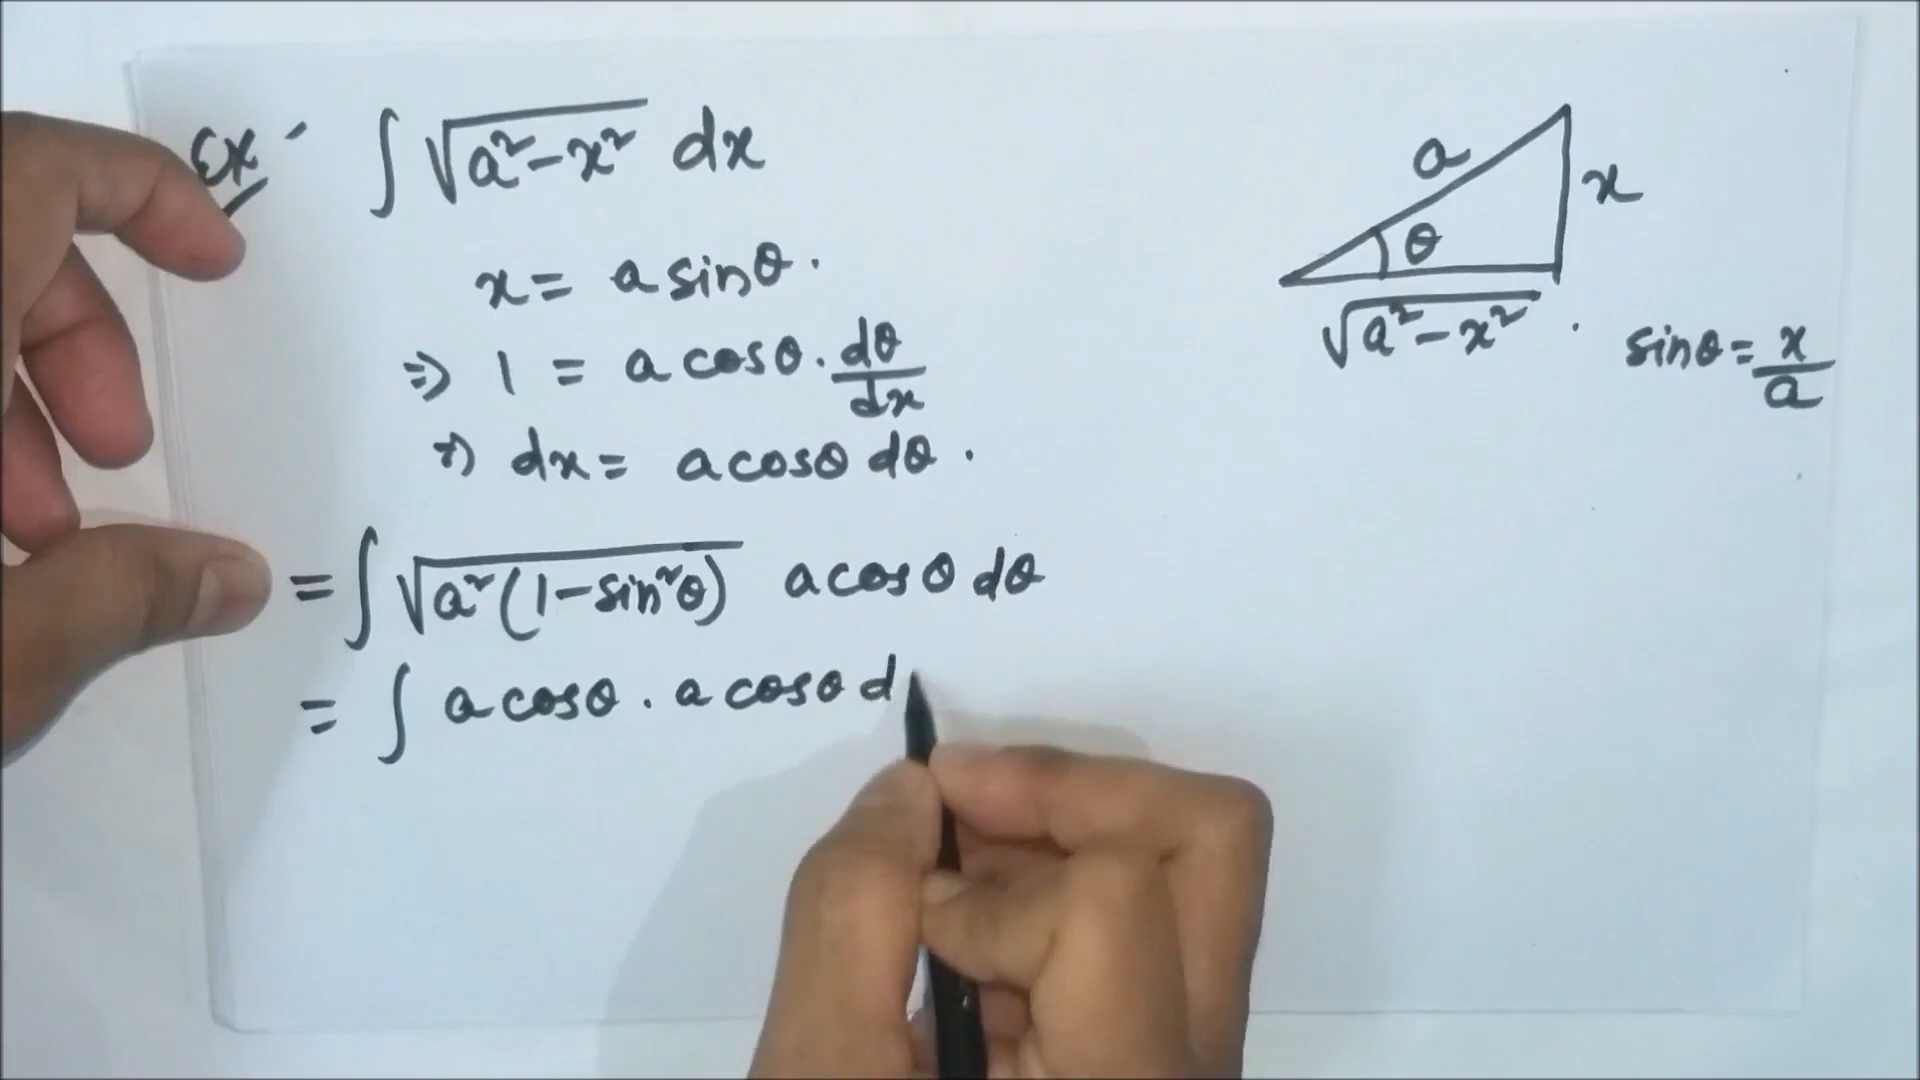 Ex ∫ √(a²-x²) dx
x = a sinθ.
⇒ 1 = a cosθ . dθ/dx
⇒ dx = a cosθ dθ .
= ∫ √(a²(1-sin²θ)) a cosθ dθ
= ∫ a cosθ . a cosθ d
a
x
θ
√(a²-x²) .
sinθ = x/a